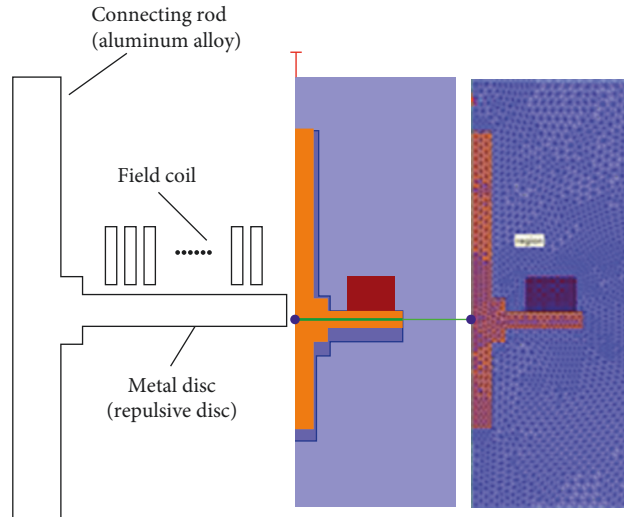 Connecting rod
(aluminum alloy)
Field coil
region
Metal disc
(repulsive disc)